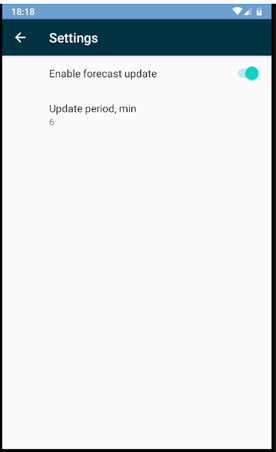 18:18
Settings
Enable forecast update
Update period, min
6